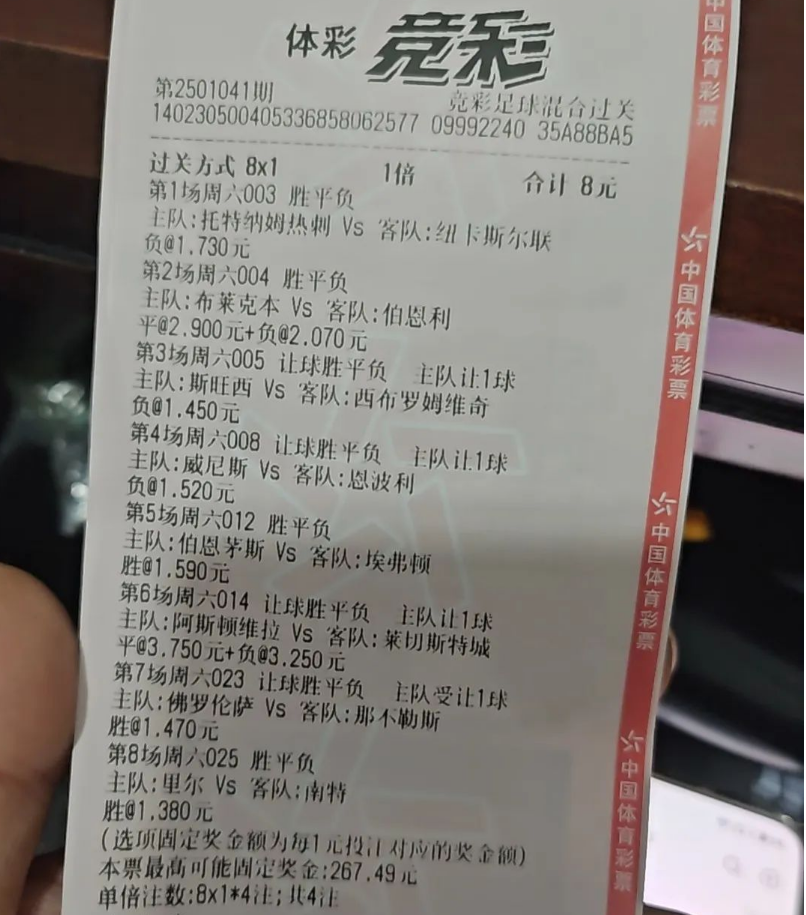 体彩 竞彩
第2501041期 竞彩足球混合过关
140230500405336858062577 09992240 35A88BA5
过关方式 8x1 1倍 合计 8元
第1场周六003 胜平负
主队:托特纳姆热刺 Vs 客队:纽卡斯尔联
负@1.730元
第2场周六004 胜平负
主队:布莱克本 Vs 客队:伯恩利
平@2.900元+负@2.070元
第3场周六005 让球胜平负 主队让1球
主队:斯旺西 Vs 客队:西布罗姆维奇
负@1.450元
第4场周六008 让球胜平负 主队让1球
主队:威尼斯 Vs 客队:恩波利
负@1.520元
第5场周六012 胜平负
主队:伯恩茅斯 Vs 客队:埃弗顿
胜@1.590元
第6场周六014 让球胜平负 主队让1球
主队:阿斯顿维拉 Vs 客队:莱切斯特城
平@3.750元+负@3.250元
第7场周六023 让球胜平负 主队受让1球
主队:佛罗伦萨 Vs 客队:那不勒斯
胜@1.470元
第8场周六025 胜平负
主队:里尔 Vs 客队:南特
胜@1.380元
(选项固定奖金额为每1元投注对应的奖金额)
本票最高可能固定奖金:267.49元
单倍注数:8x1*4注;共4注
中国体育彩票
中国体育彩票
中国体育彩票
中国体育彩票